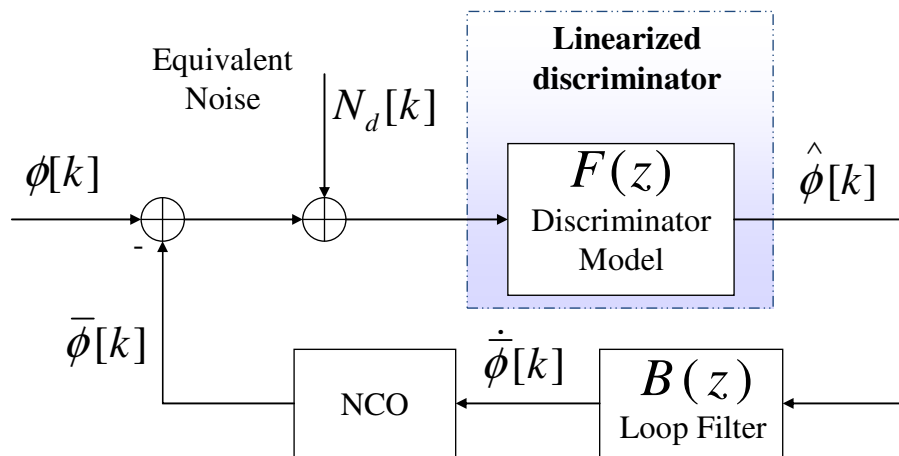 Linearized
discriminator
Equivalent
Noise
N_d[k]
ϕ[k]
F(z)
Discriminator
Model
ϕ̂[k]
-
ϕ̅[k]
NCO
ϕ̅̇[k]
B(z)
Loop Filter